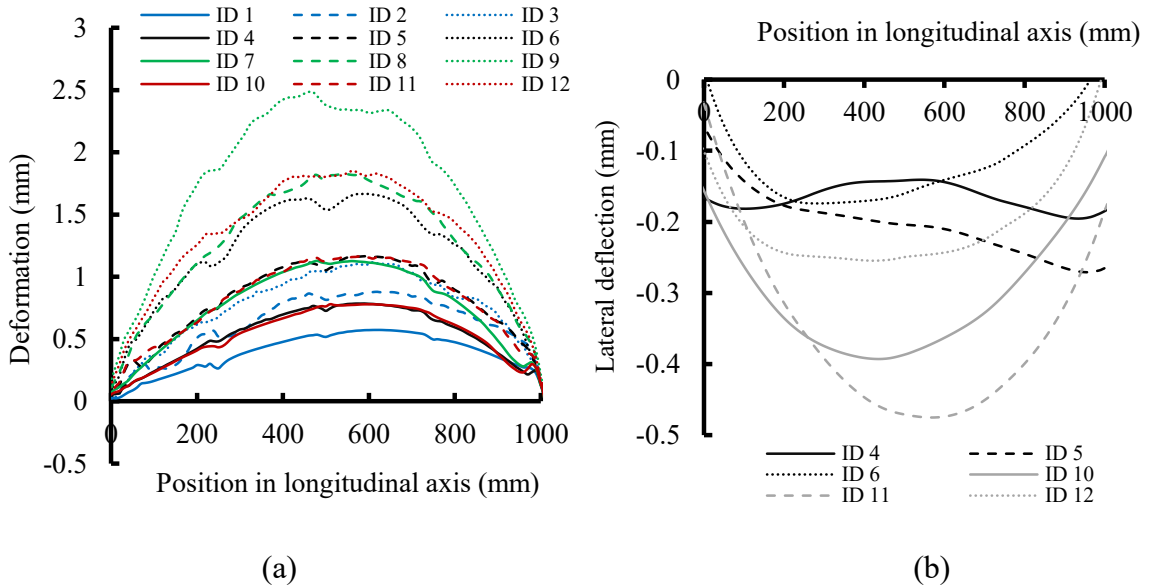 ID 1 ID 2 ID 3
ID 4 ID 5 ID 6
ID 7 ID 8 ID 9
ID 10 ID 11 ID 12
3
2.5
2
1.5
1
0.5
0
-0.5
0 200 400 600 800 1000
Deformation (mm)
Position in longitudinal axis (mm)
(a)
Position in longitudinal axis (mm)
0
-0.1
-0.2
-0.3
-0.4
-0.5
0 200 400 600 800 1000
Lateral deflection (mm)
ID 4 ID 5
ID 6 ID 10
ID 11 ID 12
(b)